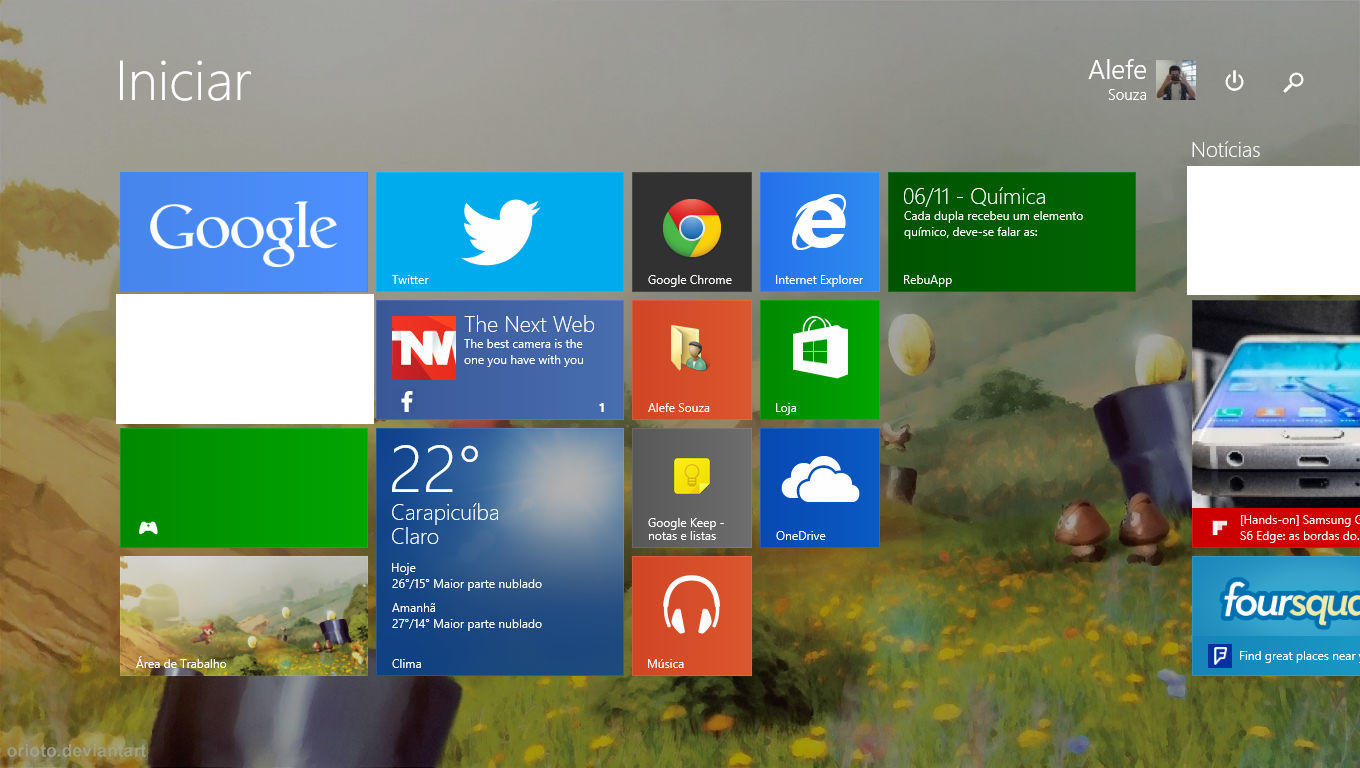 Iniciar
Alefe
Souza
Notícias
Google
Twitter
Google Chrome
Internet Explorer
06/11 - Química
Cada dupla recebeu um elemento
químico, deve-se falar as:
RebuApp
The Next Web
The best camera is the
one you have with you
1
Alefe Souza
Loja
22°
Carapicuíba
Claro
Hoje
26°/15° Maior parte nublado
Amanhã
27°/14° Maior parte nublado
Clima
Google Keep -
notas e listas
OneDrive
[Hands-on] Samsung G
S6 Edge: as bordas do...
Área de Trabalho
Música
foursqua
Find great places near
orioto.deviantart